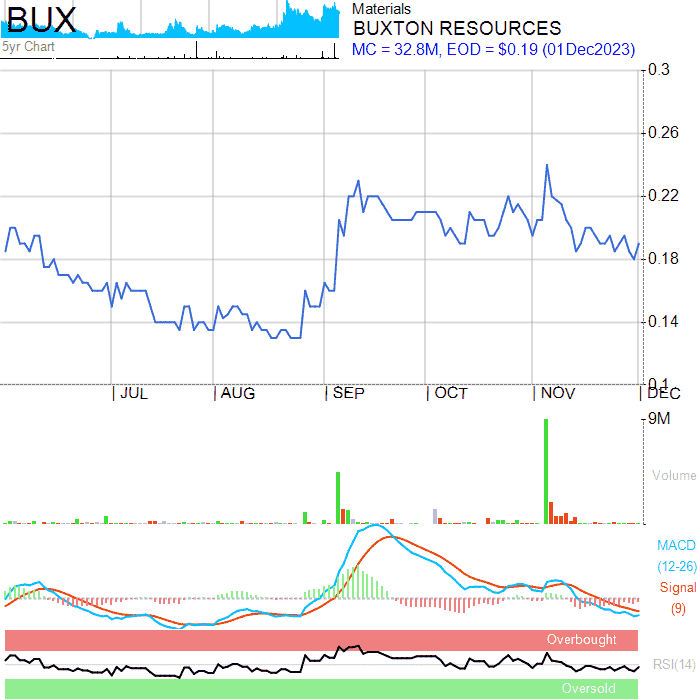 BUX
5yr Chart
Materials
BUXTON RESOURCES
MC = 32.8M, EOD = $0.19 (01Dec2023)
0.3
0.26
0.22
0.18
0.14
0.1
JUL AUG SEP OCT NOV DEC
9M
Volume
MACD
(12-26)
Signal
(9)
Overbought
RSI(14)
Oversold